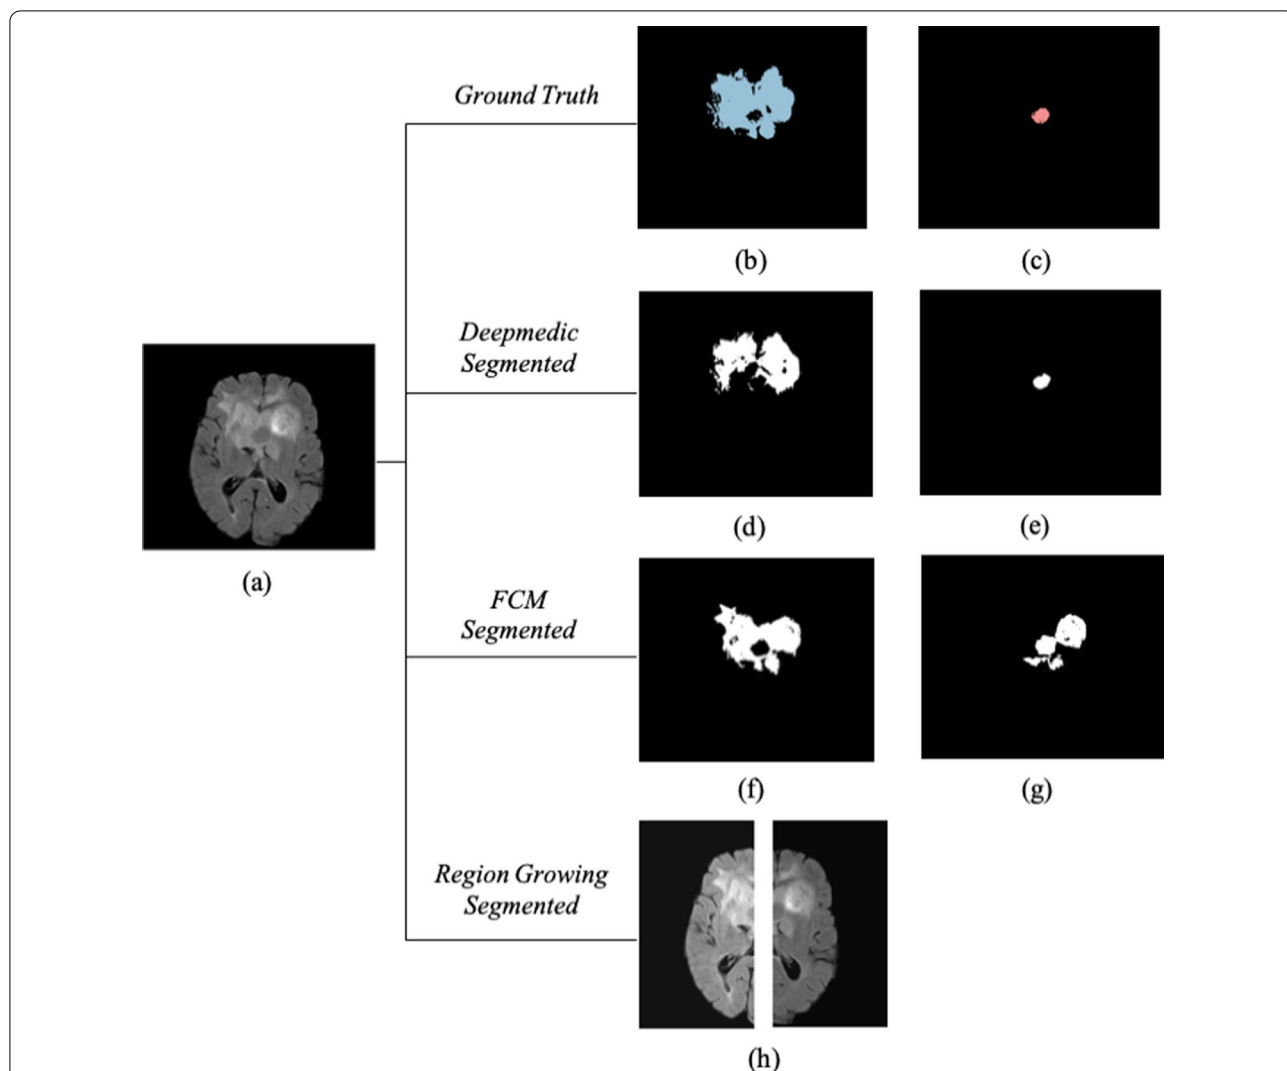 Ground Truth
(b)
(c)
Deepmedic
Segmented
(d)
(e)
(a)
FCM
Segmented
(f)
(g)
Region Growing
Segmented
(h)